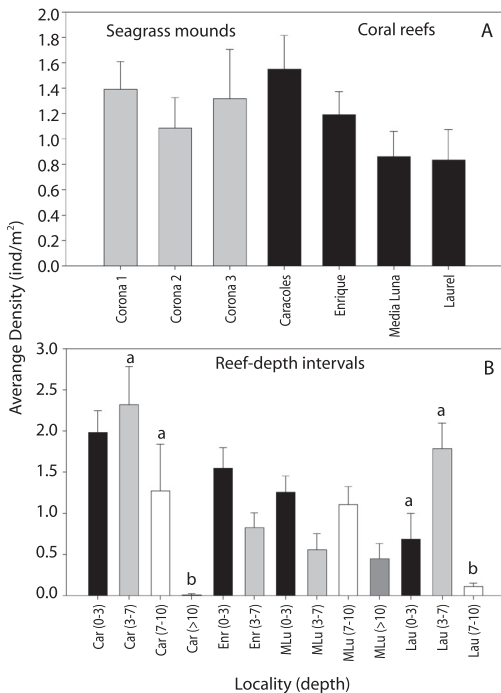 Seagrass mounds Coral reefs A
2.0
1.8
1.6
1.4
1.2
1.0
0.8
0.6
0.4
0.2
0.0
Corona 1 Corona 2 Corona 3 Caracoles Enrique Media Luna Laurel
Averange Density (ind/m²)
Reef-depth intervals B
3.0
2.5
2.0
1.5
1.0
0.5
0.0
a a b a a b
Car (0-3) Car (3-7) Car (7-10) Car (>10) Enr (0-3) Enr (3-7) MLu (0-3) MLu (3-7) MLu (7-10) MLu (>10) Lau (0-3) Lau (3-7) Lau (7-10)
Locality (depth)